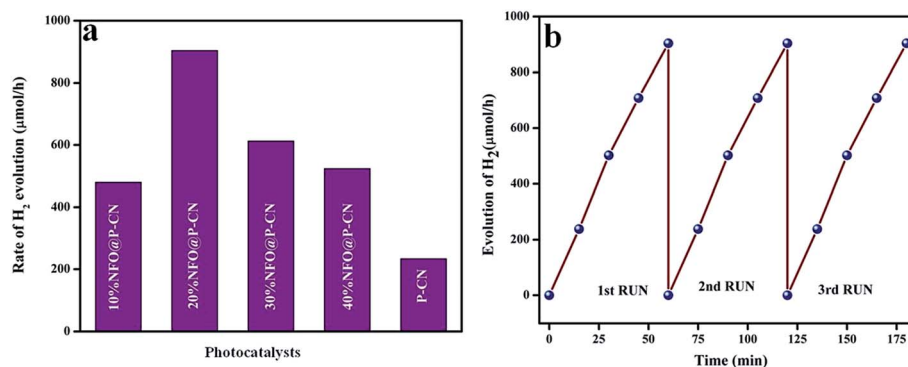 a
Rate of H₂ evolution (μmol/h)
1000
800
600
400
200
0
10%NFO@P-CN
20%NFO@P-CN
30%NFO@P-CN
40%NFO@P-CN
P-CN
Photocatalysts
b
Evolution of H₂(μmol/h)
1000
800
600
400
200
0
1st RUN
2nd RUN
3rd RUN
0 25 50 75 100 125 150 175
Time (min)